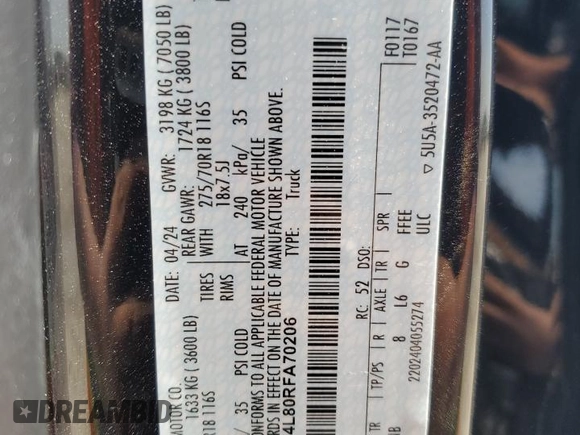 MOTOR CO. 04/24 GVWR: 3198 KG ( 7050 LB)
1633 KG ( 3600 LB) REAR GAWR: 1724 KG ( 3800 LB)
R18 116S TIRES WITH 275/70R18 116S
RIMS 18x7.5J
/ 35 PSI COLD AT 240 kPa/ 35 PSI COLD
ONFORMS TO ALL APPLICABLE FEDERAL MOTOR VEHICLE
RDS IN EFFECT ON THE DATE OF MANUFACTURE SHOWN ABOVE.
4L80RFA70206 TYPE: Truck
F0117
T0167
RC: 52 DSO:
TR TP/PS R AXLE TR SPR
8 L6 G FFEE
ULC
2202404055274
5U5A-3520472-AA
DREAMBID